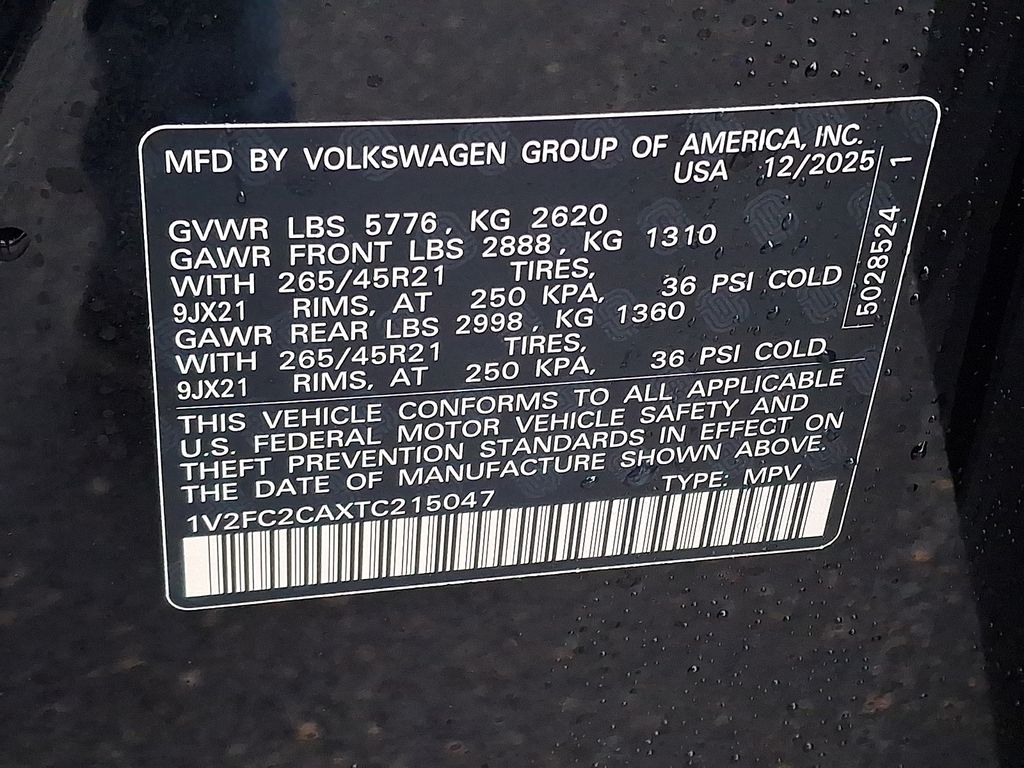 MFD BY VOLKSWAGEN GROUP OF AMERICA, INC.
USA 12/2025
GVWR LBS 5776, KG 2620
GAWR FRONT LBS 2888, KG 1310
WITH 265/45R21 TIRES,
9JX21 RIMS, AT 250 KPA, 36 PSI COLD
GAWR REAR LBS 2998, KG 1360
WITH 265/45R21 TIRES,
9JX21 RIMS, AT 250 KPA, 36 PSI COLD
THIS VEHICLE CONFORMS TO ALL APPLICABLE
U.S. FEDERAL MOTOR VEHICLE SAFETY AND
THEFT PREVENTION STANDARDS IN EFFECT ON
THE DATE OF MANUFACTURE SHOWN ABOVE.
1V2FC2CAXTC215047 TYPE: MPV
5028524 1